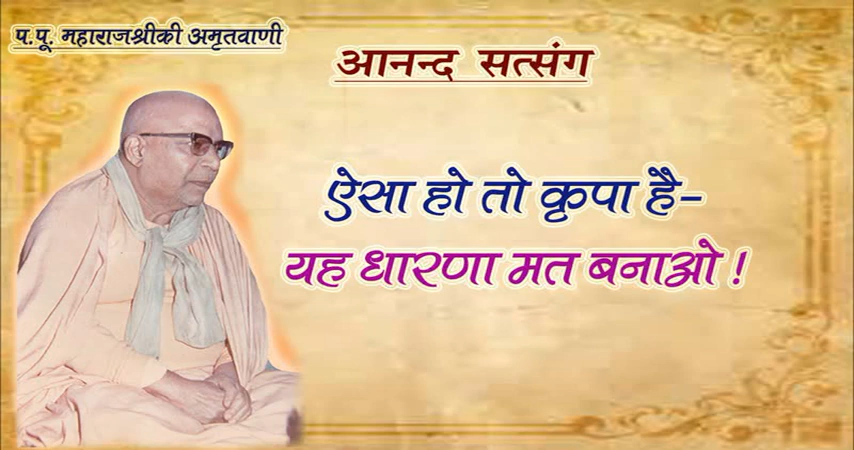 प.पू. महाराजश्रीकी अमृतवाणी
आनन्द सत्संग
ऐसा हो तो कृपा है-
यह धारणा मत बनाओ !